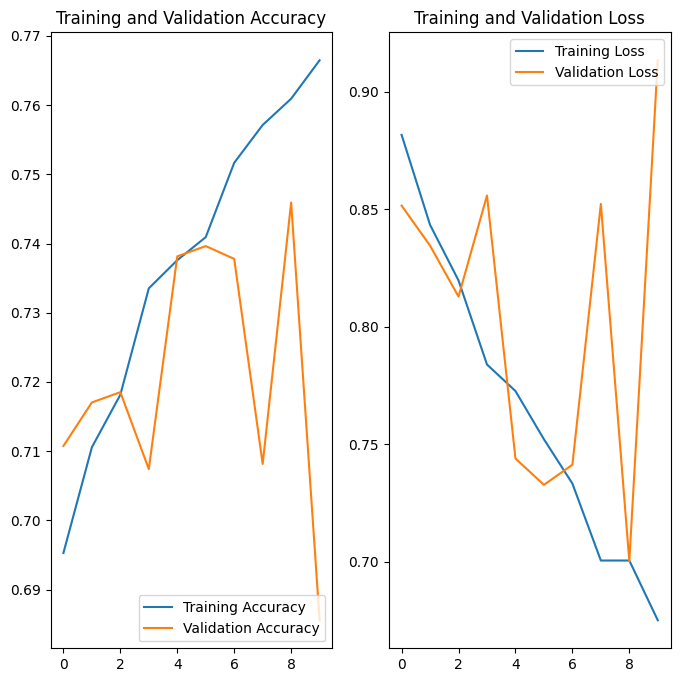 Training and Validation Accuracy
0.77
0.76
0.75
0.74
0.73
0.72
0.71
0.70
0.69
Training Accuracy
Validation Accuracy
0 2 4 6 8
Training and Validation Loss
Training Loss
Validation Loss
0.90
0.85
0.80
0.75
0.70
0 2 4 6 8